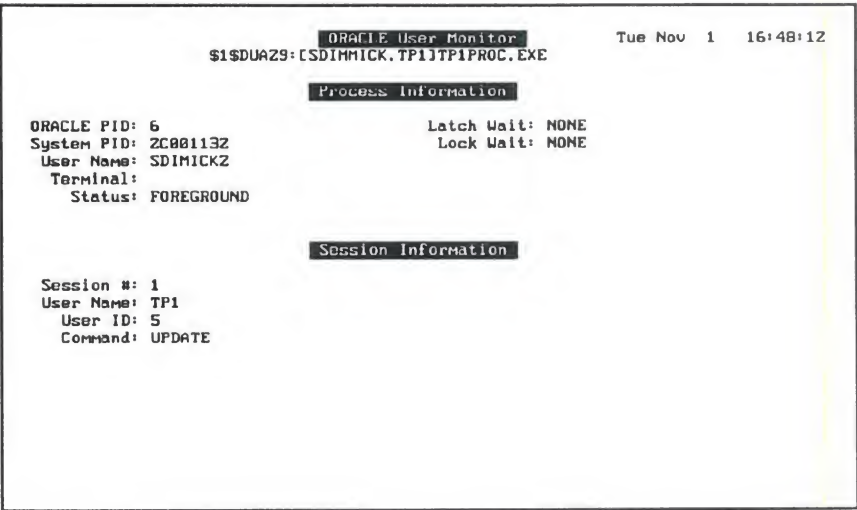 ORACLE User Monitor Tue Nov 1 16:48:12
$1$DUA29:[SDIMMICK.TP1]TP1PROC.EXE
Process Information
ORACLE PID: 6 Latch Wait: NONE
System PID: 2C001132 Lock Wait: NONE
User Name: SDIMICK2
Terminal:
Status: FOREGROUND
Session Information
Session #: 1
User Name: TP1
User ID: 5
Command: UPDATE